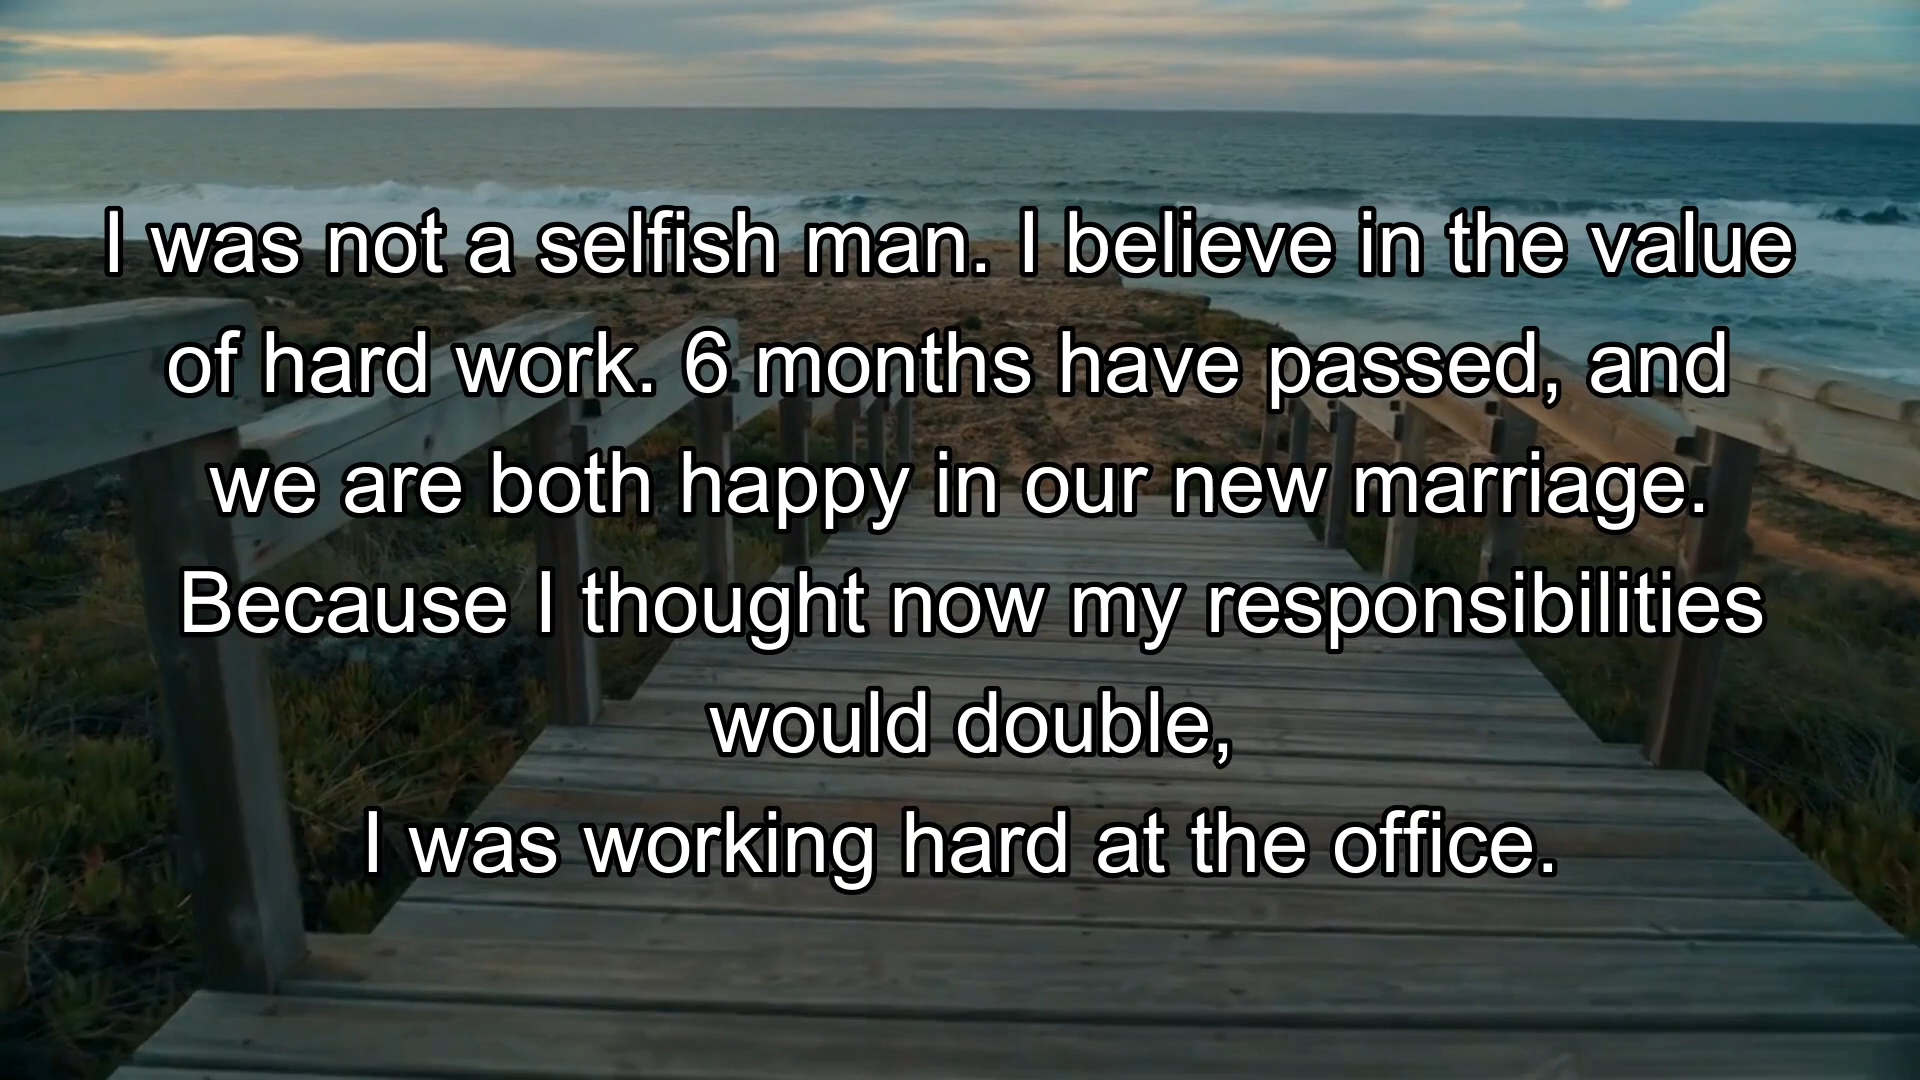 I was not a selfish man. I believe in the value
of hard work. 6 months have passed, and
we are both happy in our new marriage.
Because I thought now my responsibilities
would double,
I was working hard at the office.